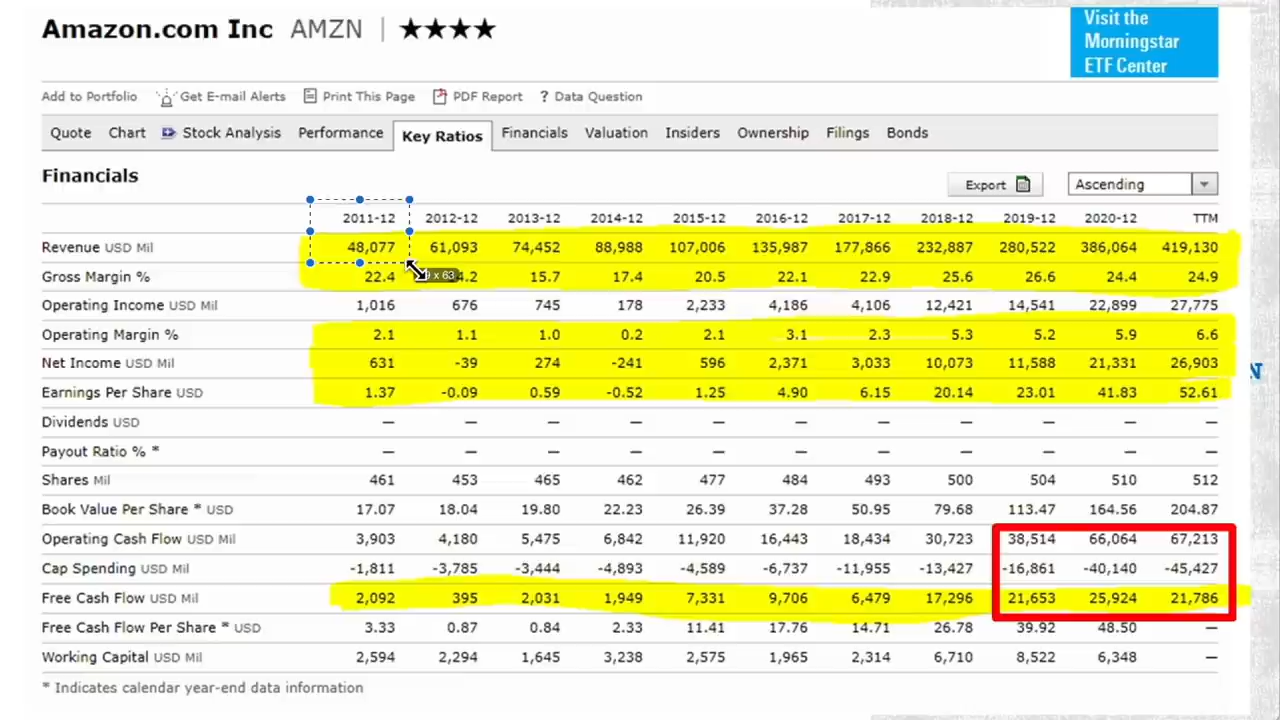 Amazon.com Inc AMZN | ★★★★
Visit the
Morningstar
ETF Center
Add to Portfolio Get E-mail Alerts Print This Page PDF Report ? Data Question
Quote Chart Stock Analysis Performance Key Ratios Financials Valuation Insiders Ownership Filings Bonds
Financials
Export Ascending
2011-12 2012-12 2013-12 2014-12 2015-12 2016-12 2017-12 2018-12 2019-12 2020-12 TTM
Revenue USD Mil 48,077 61,093 74,452 88,988 107,006 135,987 177,866 232,887 280,522 386,064 419,130
Gross Margin % 22.4 4.2 15.7 17.4 20.5 22.1 22.9 25.6 26.6 24.4 24.9
Operating Income USD Mil 1,016 676 745 178 2,233 4,186 4,106 12,421 14,541 22,899 27,775
Operating Margin % 2.1 1.1 1.0 0.2 2.1 3.1 2.3 5.3 5.2 5.9 6.6
Net Income USD Mil 631 -39 274 -241 596 2,371 3,033 10,073 11,588 21,331 26,903
Earnings Per Share USD 1.37 -0.09 0.59 -0.52 1.25 4.90 6.15 20.14 23.01 41.83 52.61
Dividends USD — — — — — — — — — — —
Payout Ratio % * — — — — — — — — — — —
Shares Mil 461 453 465 462 477 484 493 500 504 510 512
Book Value Per Share * USD 17.07 18.04 19.80 22.23 26.39 37.28 50.95 79.68 113.47 164.56 204.87
Operating Cash Flow USD Mil 3,903 4,180 5,475 6,842 11,920 16,443 18,434 30,723 38,514 66,064 67,213
Cap Spending USD Mil -1,811 -3,785 -3,444 -4,893 -4,589 -6,737 -11,955 -13,427 -16,861 -40,140 -45,427
Free Cash Flow USD Mil 2,092 395 2,031 1,949 7,331 9,706 6,479 17,296 21,653 25,924 21,786
Free Cash Flow Per Share * USD 3.33 0.87 0.84 2.33 11.41 17.76 14.71 26.78 39.92 48.50 —
Working Capital USD Mil 2,594 2,294 1,645 3,238 2,575 1,965 2,314 6,710 8,522 6,348 —
* Indicates calendar year-end data information